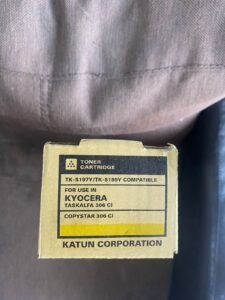 TONER
CARTRIDGE
TK-5197Y/TK-5199Y COMPATIBLE
FOR USE IN
KYOCERA
TASKALFA 306 CI
COPYSTAR 306 CI
KATUN CORPORATION